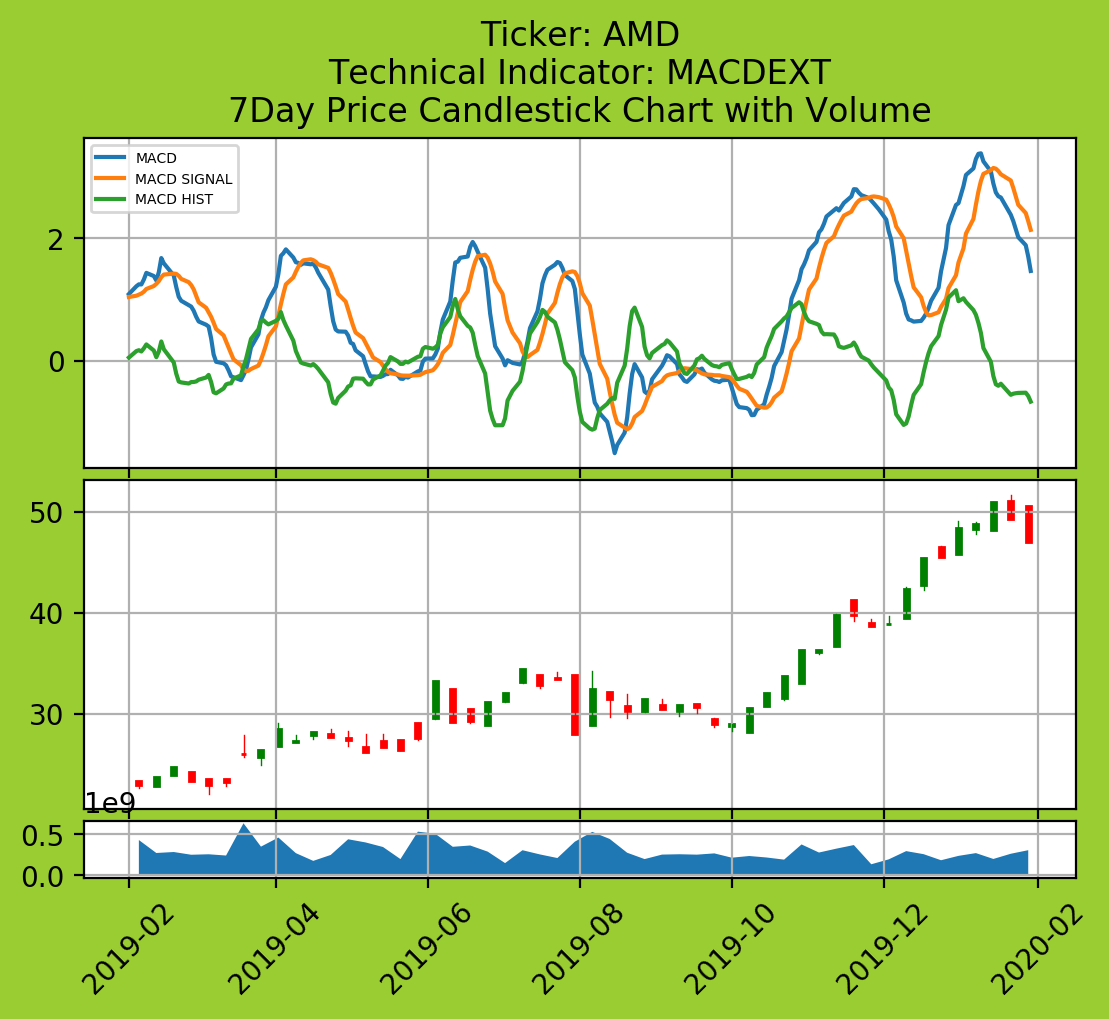 Ticker: AMD
Technical Indicator: MACDEXT
7Day Price Candlestick Chart with Volume
MACD
MACD SIGNAL
MACD HIST
2
0
50
40
30
1e9
0.5
0.0
2019-02
2019-04
2019-06
2019-08
2019-10
2019-12
2020-02